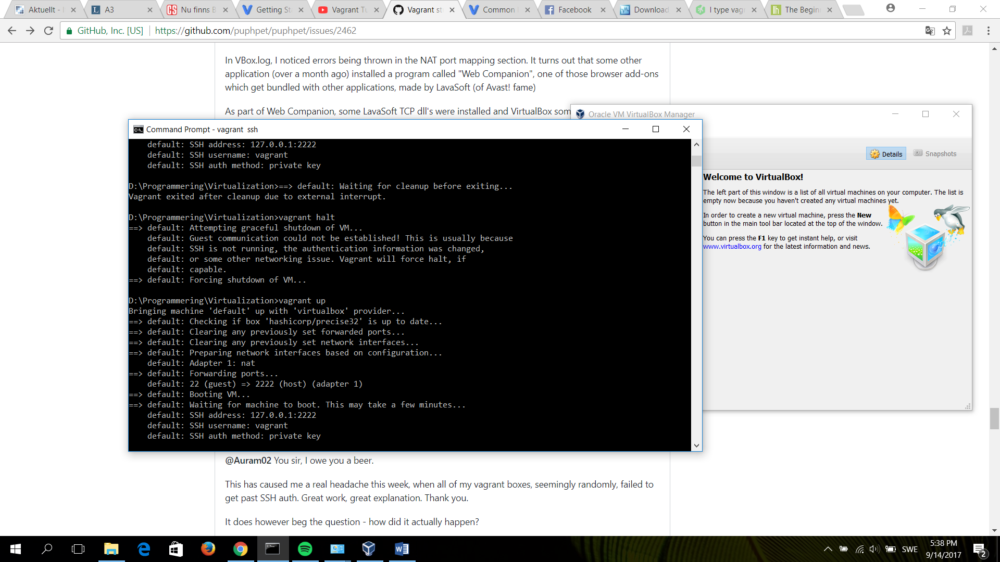 Aktuellt -
A3
Nu finns B
Getting St
Vagrant Tu
Vagrant st
Common
Facebook
Download
I type vagr
The Begin
GitHub, Inc. [US]
https://github.com/puphpet/puphpet/issues/2462
In VBox.log, I noticed errors being thrown in the NAT port mapping section. It turns out that some other
application (over a month ago) installed a program called "Web Companion", one of those browser add-ons
which get bundled with other applications, made by LavaSoft (of Avast! fame)
As part of Web Companion, some LavaSoft TCP dll's were installed and VirtualBox som
Oracle VM VirtualBox Manager
Details
Snapshots
Welcome to VirtualBox!
The left part of this window is a list of all virtual machines on your computer. The list is
empty now because you haven't created any virtual machines yet.
In order to create a new virtual machine, press the New
button in the main tool bar located at the top of the window.
You can press the F1 key to get instant help, or visit
www.virtualbox.org for the latest information and news.
Command Prompt - vagrant  ssh
default: SSH address: 127.0.0.1:2222
default: SSH username: vagrant
default: SSH auth method: private key
D:\Programmering\Virtualization>==> default: Waiting for cleanup before exiting...
Vagrant exited after cleanup due to external interrupt.
D:\Programmering\Virtualization>vagrant halt
==> default: Attempting graceful shutdown of VM...
default: Guest communication could not be established! This is usually because
default: SSH is not running, the authentication information was changed,
default: or some other networking issue. Vagrant will force halt, if
default: capable.
==> default: Forcing shutdown of VM...
D:\Programmering\Virtualization>vagrant up
Bringing machine 'default' up with 'virtualbox' provider...
==> default: Checking if box 'hashicorp/precise32' is up to date...
==> default: Clearing any previously set forwarded ports...
==> default: Clearing any previously set network interfaces...
==> default: Preparing network interfaces based on configuration...
default: Adapter 1: nat
==> default: Forwarding ports...
default: 22 (guest) => 2222 (host) (adapter 1)
==> default: Booting VM...
==> default: Waiting for machine to boot. This may take a few minutes...
default: SSH address: 127.0.0.1:2222
default: SSH username: vagrant
default: SSH auth method: private key
@Auram02 You sir, I owe you a beer.
This has caused me a real headache this week, when all of my vagrant boxes, seemingly randomly, failed to
get past SSH auth. Great work, great explanation. Thank you.
It does however beg the question - how did it actually happen?
SWE
5:38 PM
9/14/2017
2